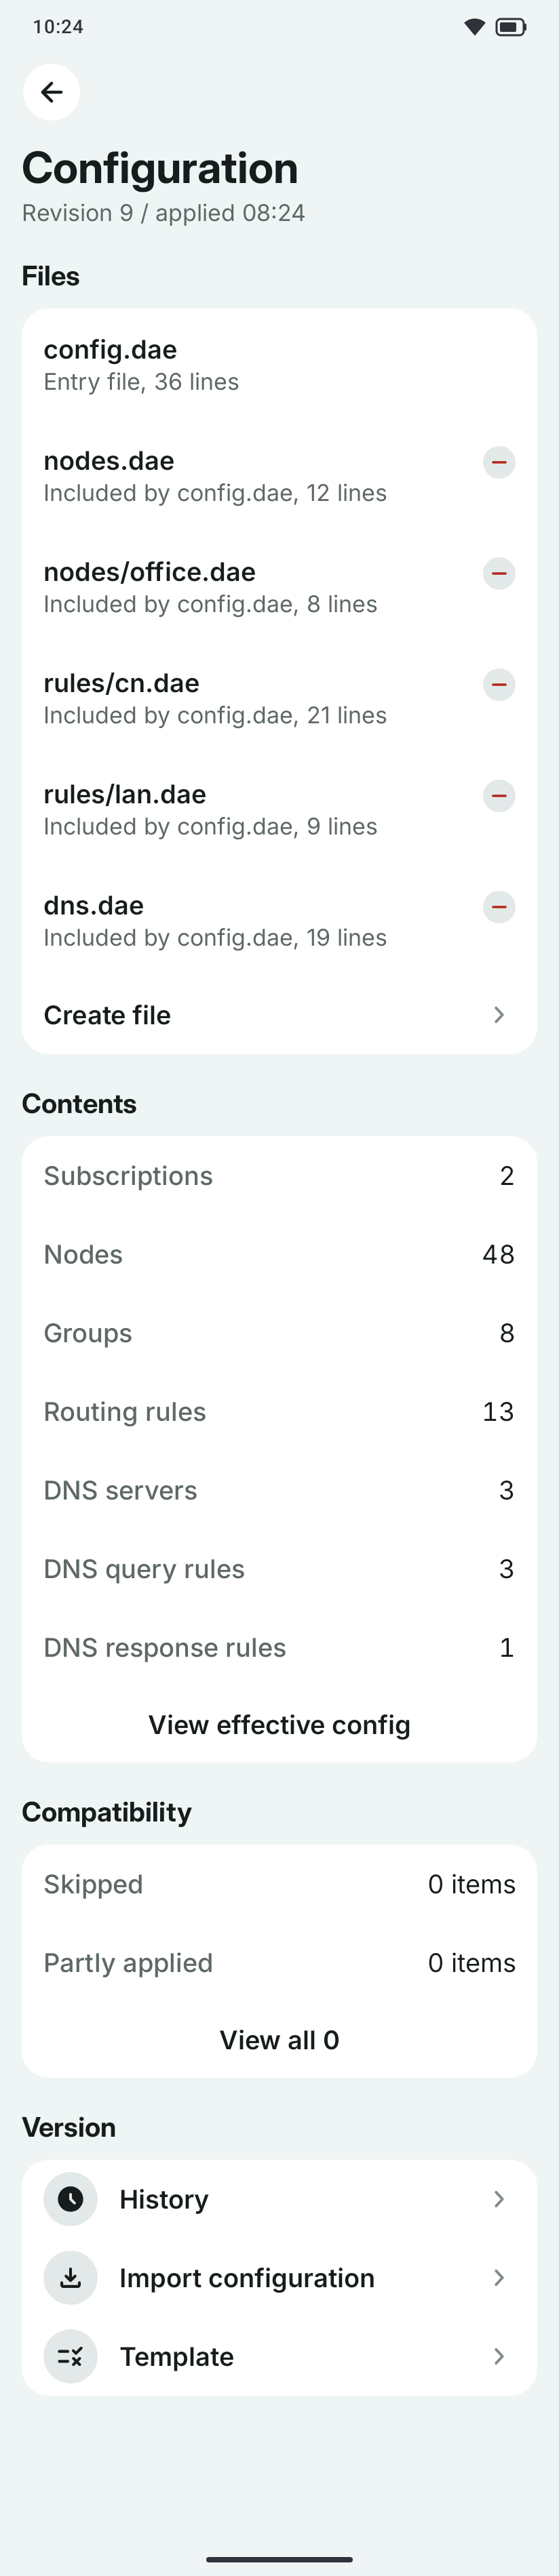 10:24
Configuration
Revision 9 / applied 08:24
Files
config.dae
Entry file, 36 lines
nodes.dae
Included by config.dae, 12 lines
nodes/office.dae
Included by config.dae, 8 lines
rules/cn.dae
Included by config.dae, 21 lines
rules/lan.dae
Included by config.dae, 9 lines
dns.dae
Included by config.dae, 19 lines
Create file
Contents
Subscriptions 2
Nodes 48
Groups 8
Routing rules 13
DNS servers 3
DNS query rules 3
DNS response rules 1
View effective config
Compatibility
Skipped 0 items
Partly applied 0 items
View all 0
Version
History
Import configuration
Template